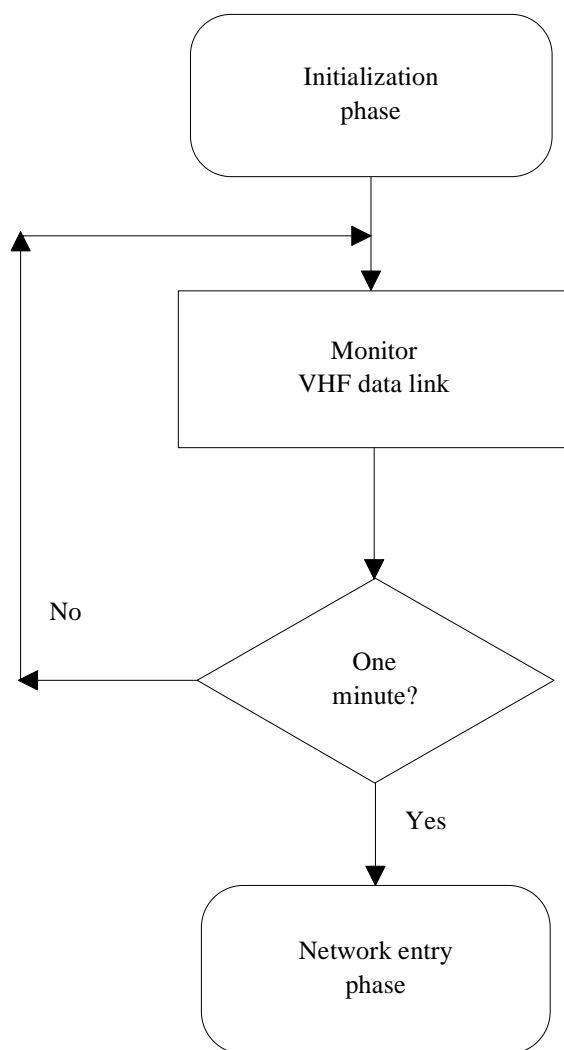 Initialization
phase
Monitor
VHF data link
No
One
minute?
Yes
Network entry
phase